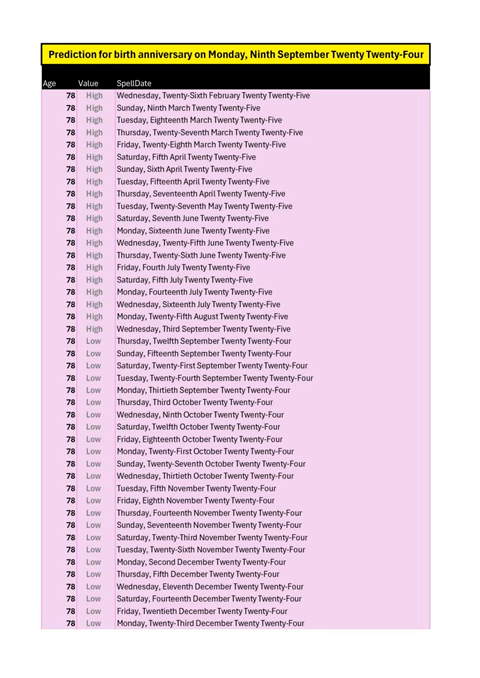 Prediction for birth anniversary on Monday, Ninth September Twenty Twenty-Four
Age Value SpellDate
78 High Wednesday, Twenty-Sixth February Twenty Twenty-Five
78 High Sunday, Ninth March Twenty Twenty-Five
78 High Tuesday, Eighteenth March Twenty Twenty-Five
78 High Thursday, Twenty-Seventh March Twenty Twenty-Five
78 High Friday, Twenty-Eighth March Twenty Twenty-Five
78 High Saturday, Fifth April Twenty Twenty-Five
78 High Sunday, Sixth April Twenty Twenty-Five
78 High Tuesday, Fifteenth April Twenty Twenty-Five
78 High Thursday, Seventeenth April Twenty Twenty-Five
78 High Tuesday, Twenty-Seventh May Twenty Twenty-Five
78 High Saturday, Seventh June Twenty Twenty-Five
78 High Monday, Sixteenth June Twenty Twenty-Five
78 High Wednesday, Twenty-Fifth June Twenty Twenty-Five
78 High Thursday, Twenty-Sixth June Twenty Twenty-Five
78 High Friday, Fourth July Twenty Twenty-Five
78 High Saturday, Fifth July Twenty Twenty-Five
78 High Monday, Fourteenth July Twenty Twenty-Five
78 High Wednesday, Sixteenth July Twenty Twenty-Five
78 High Monday, Twenty-Fifth August Twenty Twenty-Five
78 High Wednesday, Third September Twenty Twenty-Five
78 Low Thursday, Twelfth September Twenty Twenty-Four
78 Low Sunday, Fifteenth September Twenty Twenty-Four
78 Low Saturday, Twenty-First September Twenty Twenty-Four
78 Low Tuesday, Twenty-Fourth September Twenty Twenty-Four
78 Low Monday, Thirtieth September Twenty Twenty-Four
78 Low Thursday, Third October Twenty Twenty-Four
78 Low Wednesday, Ninth October Twenty Twenty-Four
78 Low Saturday, Twelfth October Twenty Twenty-Four
78 Low Friday, Eighteenth October Twenty Twenty-Four
78 Low Monday, Twenty-First October Twenty Twenty-Four
78 Low Sunday, Twenty-Seventh October Twenty Twenty-Four
78 Low Wednesday, Thirtieth October Twenty Twenty-Four
78 Low Tuesday, Fifth November Twenty Twenty-Four
78 Low Friday, Eighth November Twenty Twenty-Four
78 Low Thursday, Fourteenth November Twenty Twenty-Four
78 Low Sunday, Seventeenth November Twenty Twenty-Four
78 Low Saturday, Twenty-Third November Twenty Twenty-Four
78 Low Tuesday, Twenty-Sixth November Twenty Twenty-Four
78 Low Monday, Second December Twenty Twenty-Four
78 Low Thursday, Fifth December Twenty Twenty-Four
78 Low Wednesday, Eleventh December Twenty Twenty-Four
78 Low Saturday, Fourteenth December Twenty Twenty-Four
78 Low Friday, Twentieth December Twenty Twenty-Four
78 Low Monday, Twenty-Third December Twenty Twenty-Four